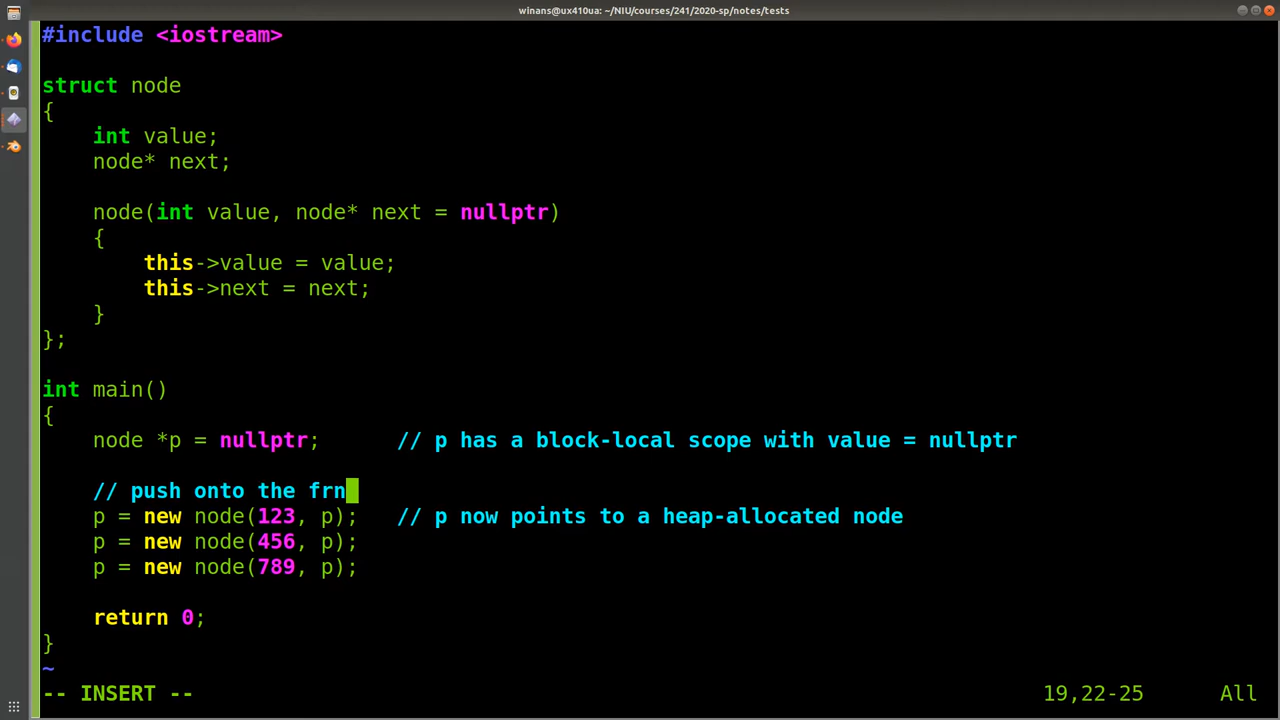 winans@ux410ua: ~/NIU/courses/241/2020-sp/notes/tests
#include <iostream>
struct node
{
    int value;
    node* next;
    node(int value, node* next = nullptr)
    {
        this->value = value;
        this->next = next;
    }
};
int main()
{
    node *p = nullptr;      // p has a block-local scope with value = nullptr
    // push onto the frn
    p = new node(123, p);   // p now points to a heap-allocated node
    p = new node(456, p);
    p = new node(789, p);
    return 0;
}
~
-- INSERT --                                                                   19,22-25      All